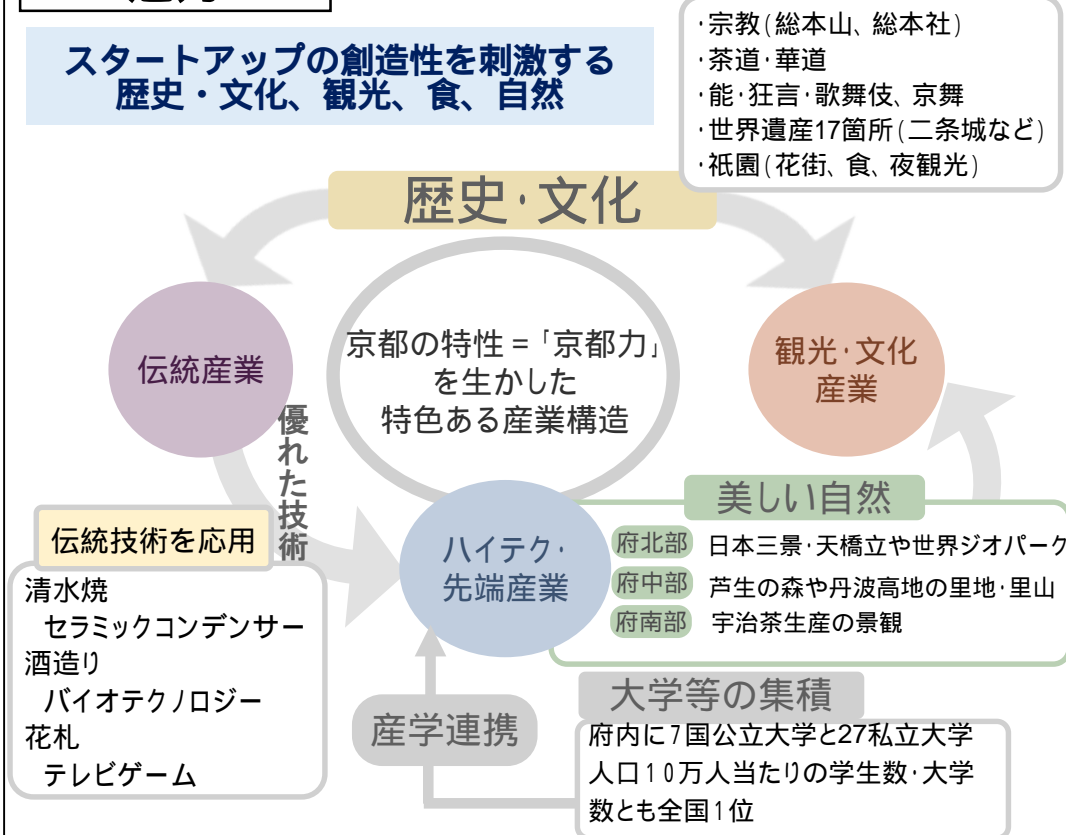 スタートアップの創造性を刺激する
歴史・文化、観光、食、自然
･宗教(総本山、総本社)
･茶道･華道
･能･狂言･歌舞伎、京舞
･世界遺産17箇所(二条城など)
･祇園(花街、食、夜観光)
歴史･文化
伝統産業
京都の特性 =「京都力」
を生かした
特色ある産業構造
観光･文化
産業
優れた技術
伝統技術を応用
清水焼
セラミックコンデンサー
酒造り
バイオテクノロジー
花札
テレビゲーム
ハイテク･
先端産業
美しい自然
府北部 日本三景･天橋立や世界ジオパーク
府中部 芦生の森や丹波高地の里地･里山
府南部 宇治茶生産の景観
産学連携
大学等の集積
府内に7国公立大学と27私立大学
人口10万人当たりの学生数･大学
数とも全国1位